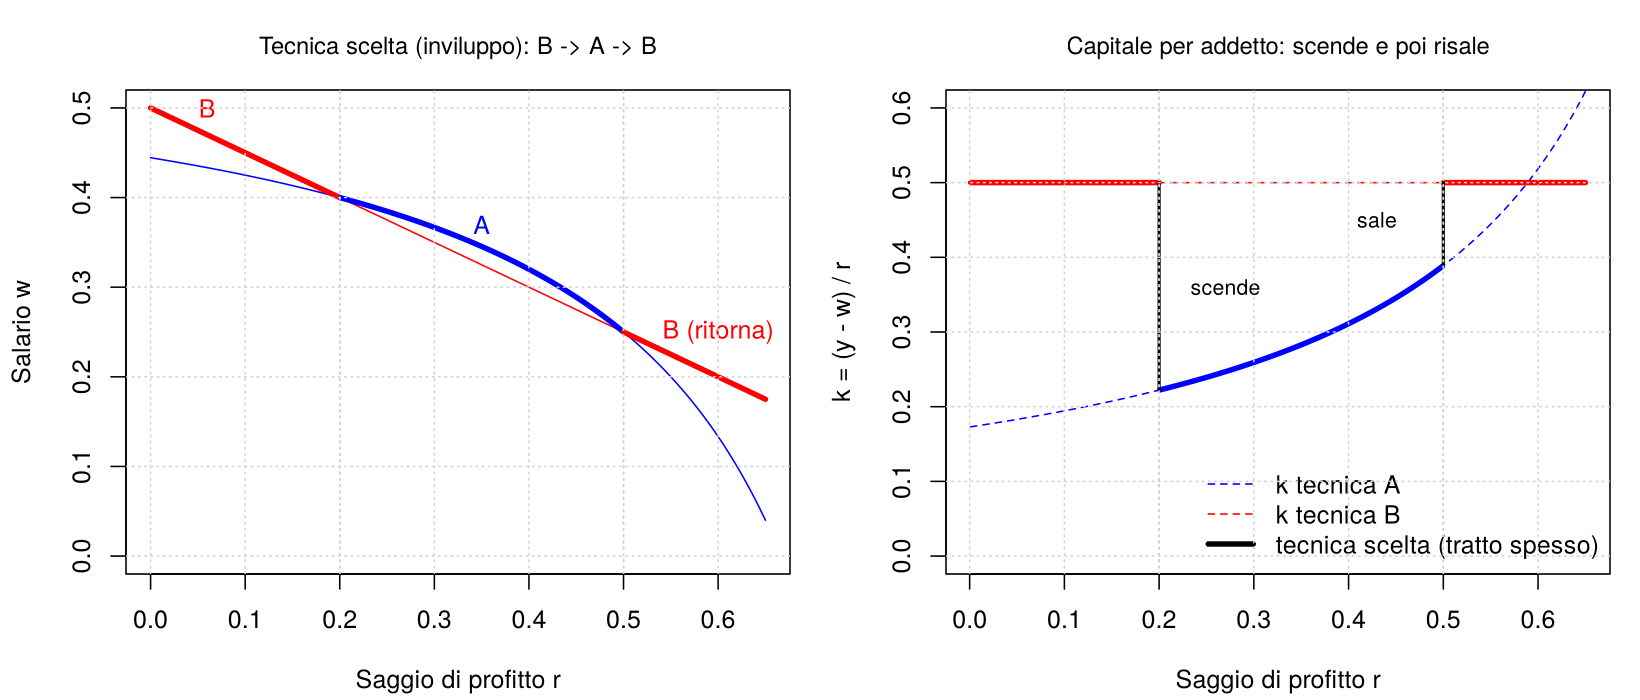 Tecnica scelta (inviluppo): B -> A -> B
Salario w
0.5
0.4
0.3
0.2
0.1
0.0
B
A
B (ritorna)
0.0 0.1 0.2 0.3 0.4 0.5 0.6
Saggio di profitto r
Capitale per addetto: scende e poi risale
k = (y - w) / r
0.6
0.5
0.4
0.3
0.2
0.1
0.0
sale
scende
k tecnica A
k tecnica B
tecnica scelta (tratto spesso)
0.0 0.1 0.2 0.3 0.4 0.5 0.6
Saggio di profitto r